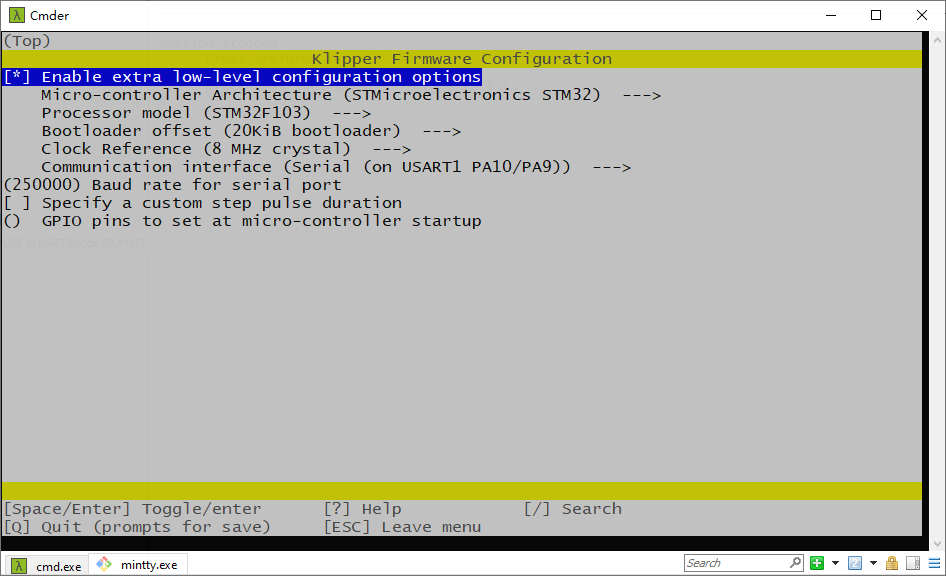 Cmder
(Top)
Klipper Firmware Configuration
[*] Enable extra low-level configuration options
Micro-controller Architecture (STMicroelectronics STM32) --->
Processor model (STM32F103) --->
Bootloader offset (20KiB bootloader) --->
Clock Reference (8 MHz crystal) --->
Communication interface (Serial (on USART1 PA10/PA9)) --->
(250000) Baud rate for serial port
[ ] Specify a custom step pulse duration
() GPIO pins to set at micro-controller startup
[Space/Enter] Toggle/enter [?] Help [/] Search
[Q] Quit (prompts for save) [ESC] Leave menu
cmd.exe mintty.exe Search